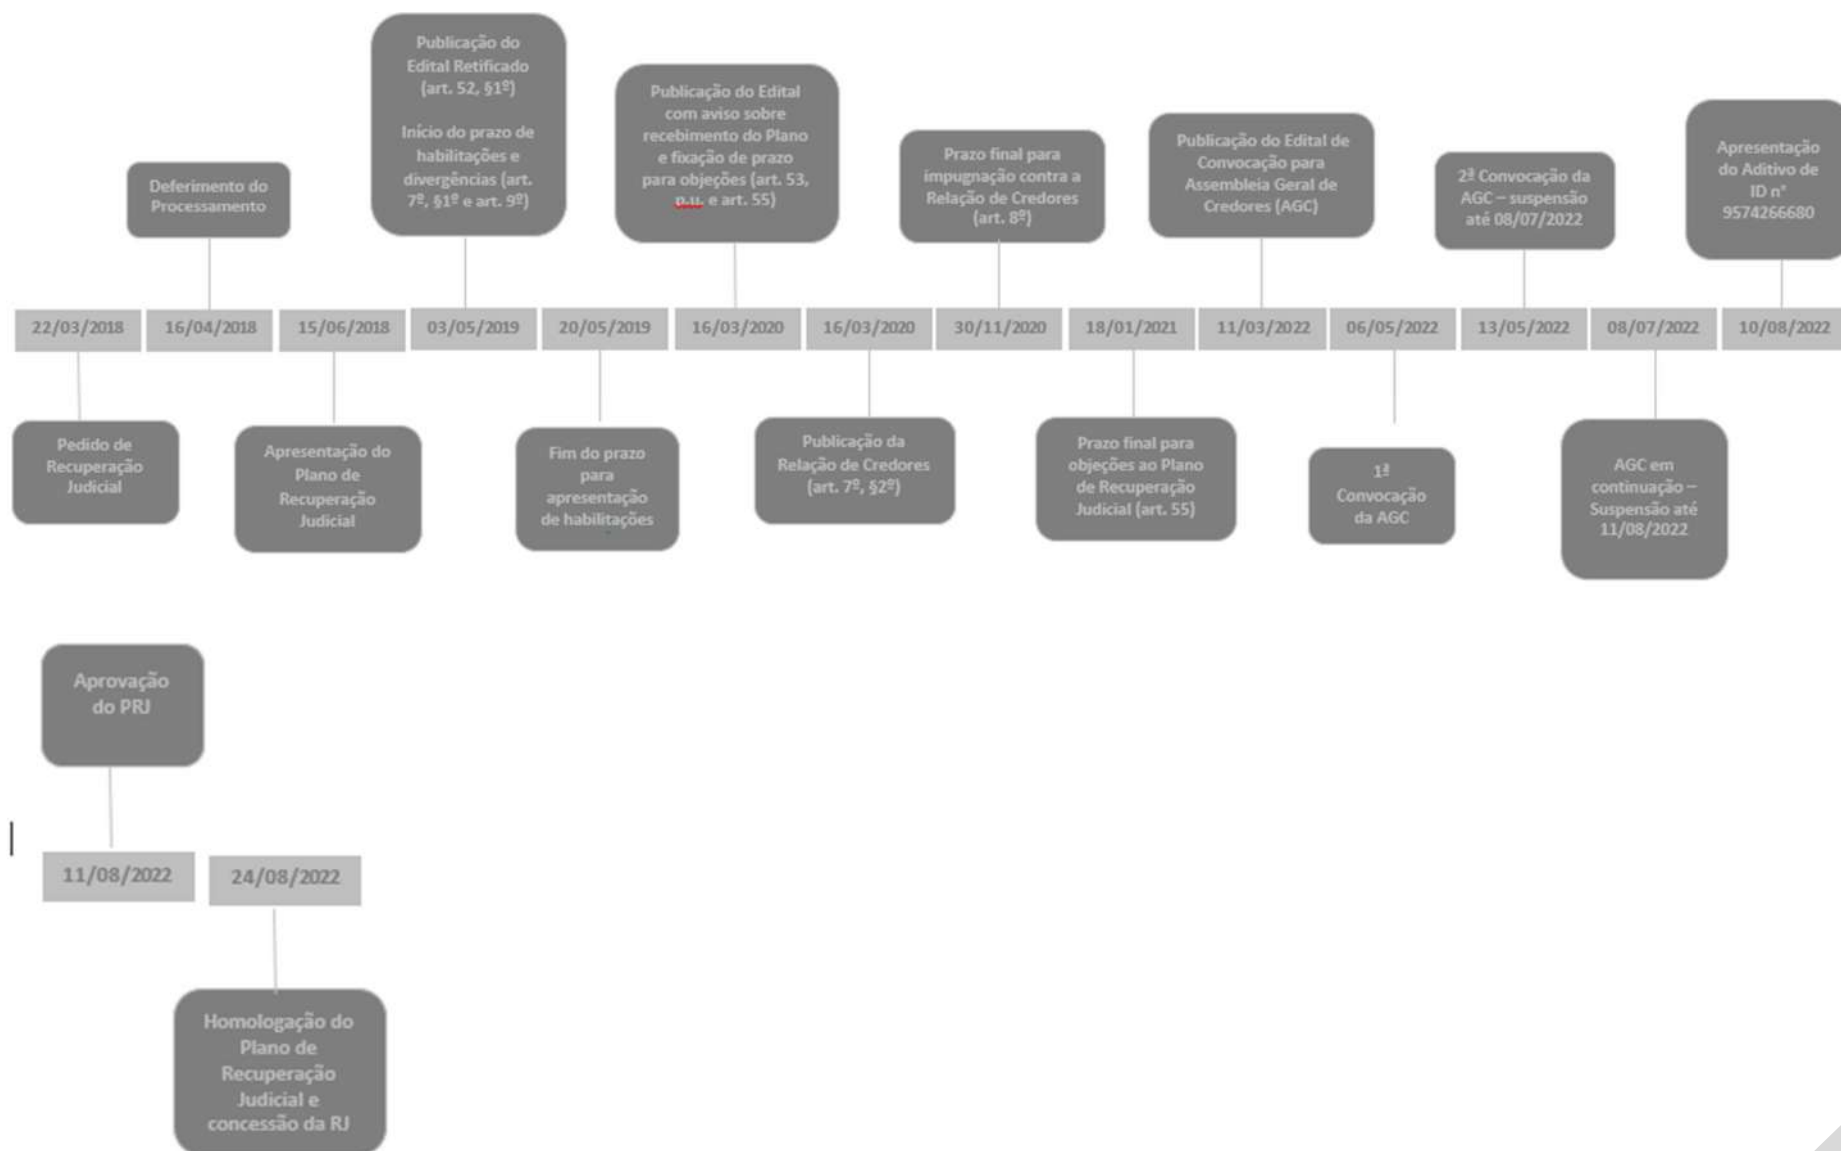 Publicação do
Edital Retificado
(art. 52, §1º)
Início do prazo de
habilitações e
divergências (art.
7º, §1º e art. 9º)
Publicação do Edital
com aviso sobre
recebimento do Plano
e fixação de prazo
para objeções (art. 53,
p.u. e art. 55)
Deferimento do
Processamento
Prazo final para
impugnação contra a
Relação de Credores
(art. 8º)
Publicação do Edital de
Convocação para
Assembleia Geral de
Credores (AGC)
2ª Convocação da
AGC – suspensão
até 08/07/2022
Apresentação
do Aditivo de
ID n°
9574266680
22/03/2018 16/04/2018 15/06/2018 03/05/2019 20/05/2019 16/03/2020 16/03/2020 30/11/2020 18/01/2021 11/03/2022 06/05/2022 13/05/2022 08/07/2022 10/08/2022
Pedido de
Recuperação
Judicial
Apresentação do
Plano de
Recuperação
Judicial
Fim do prazo
para
apresentação
de habilitações
Publicação da
Relação de Credores
(art. 7º, §2º)
Prazo final para
objeções ao Plano
de Recuperação
Judicial (art. 55)
1ª
Convocação
da AGC
AGC em
continuação –
Suspensão até
11/08/2022
Aprovação
do PRJ
11/08/2022 24/08/2022
Homologação do
Plano de
Recuperação
Judicial e
concessão da RJ